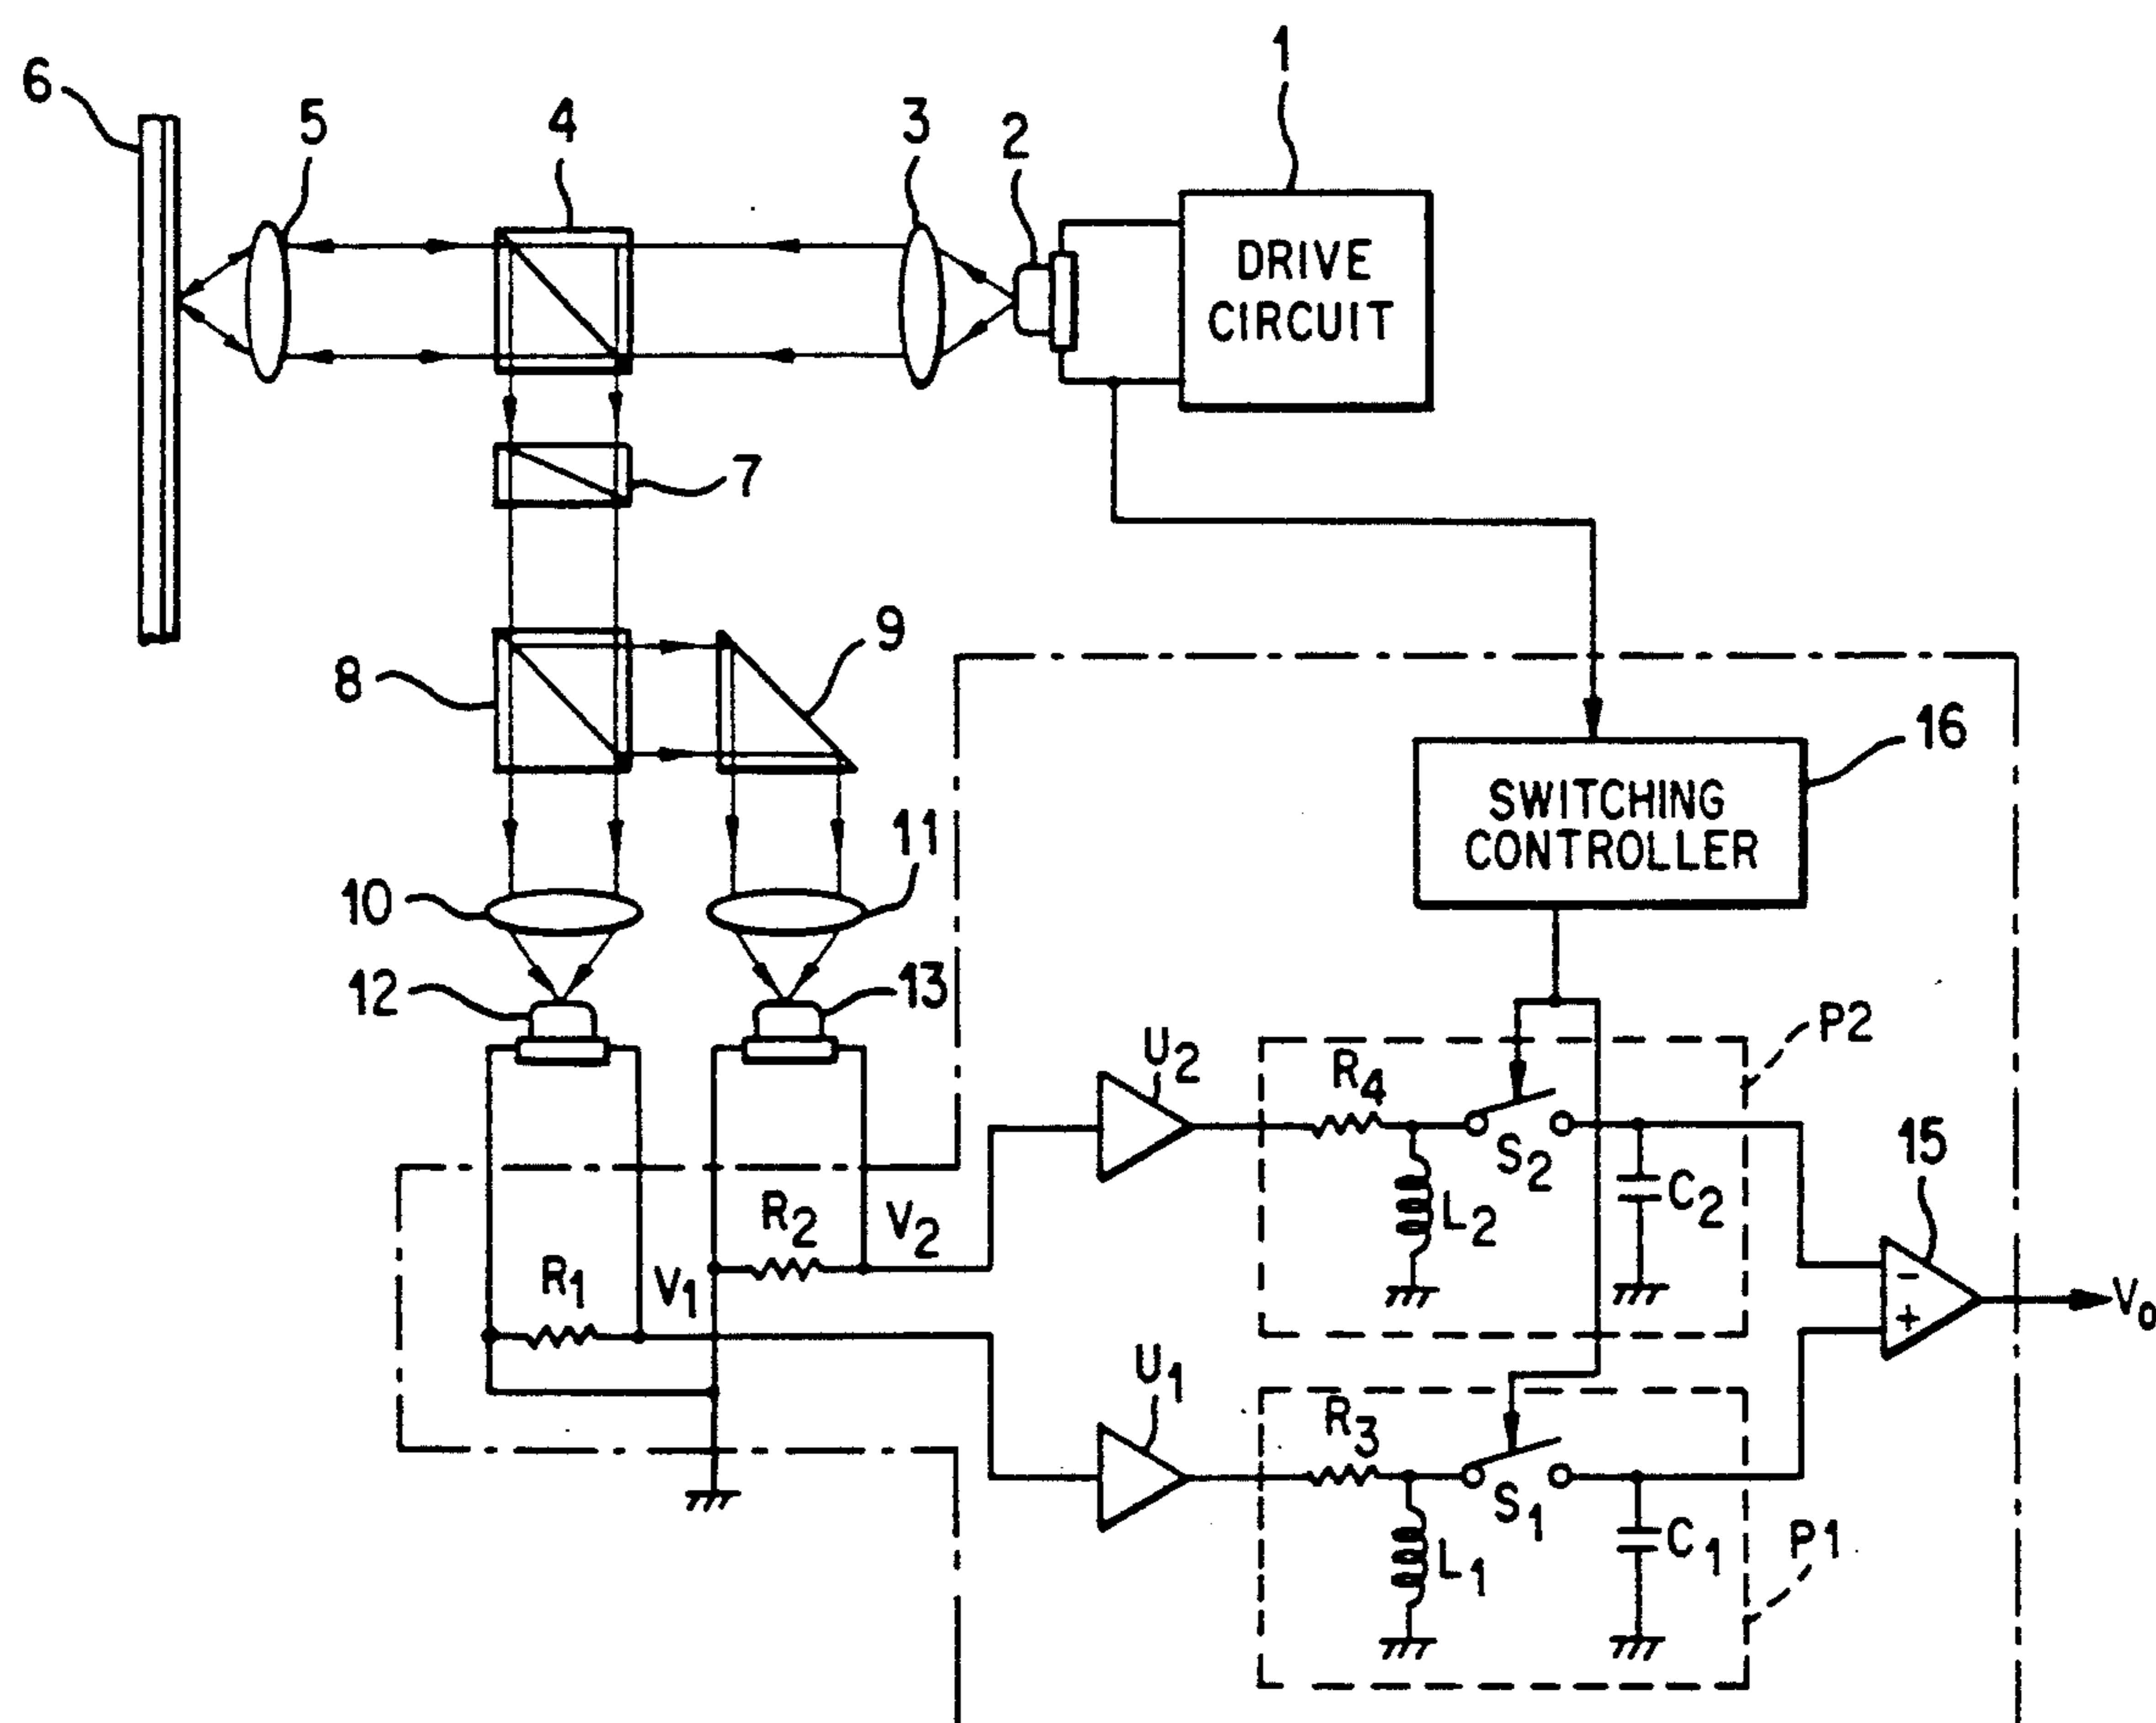 1
6
5
4
3
2
DRIVE
CIRCUIT
7
8
9
16
SWITCHING
CONTROLLER
10
11
12
13
P2
U2
R4
S2
L2
C2
15
R2
V2
R1
V1
Vo
U1
R3
S1
L1
C1
P1